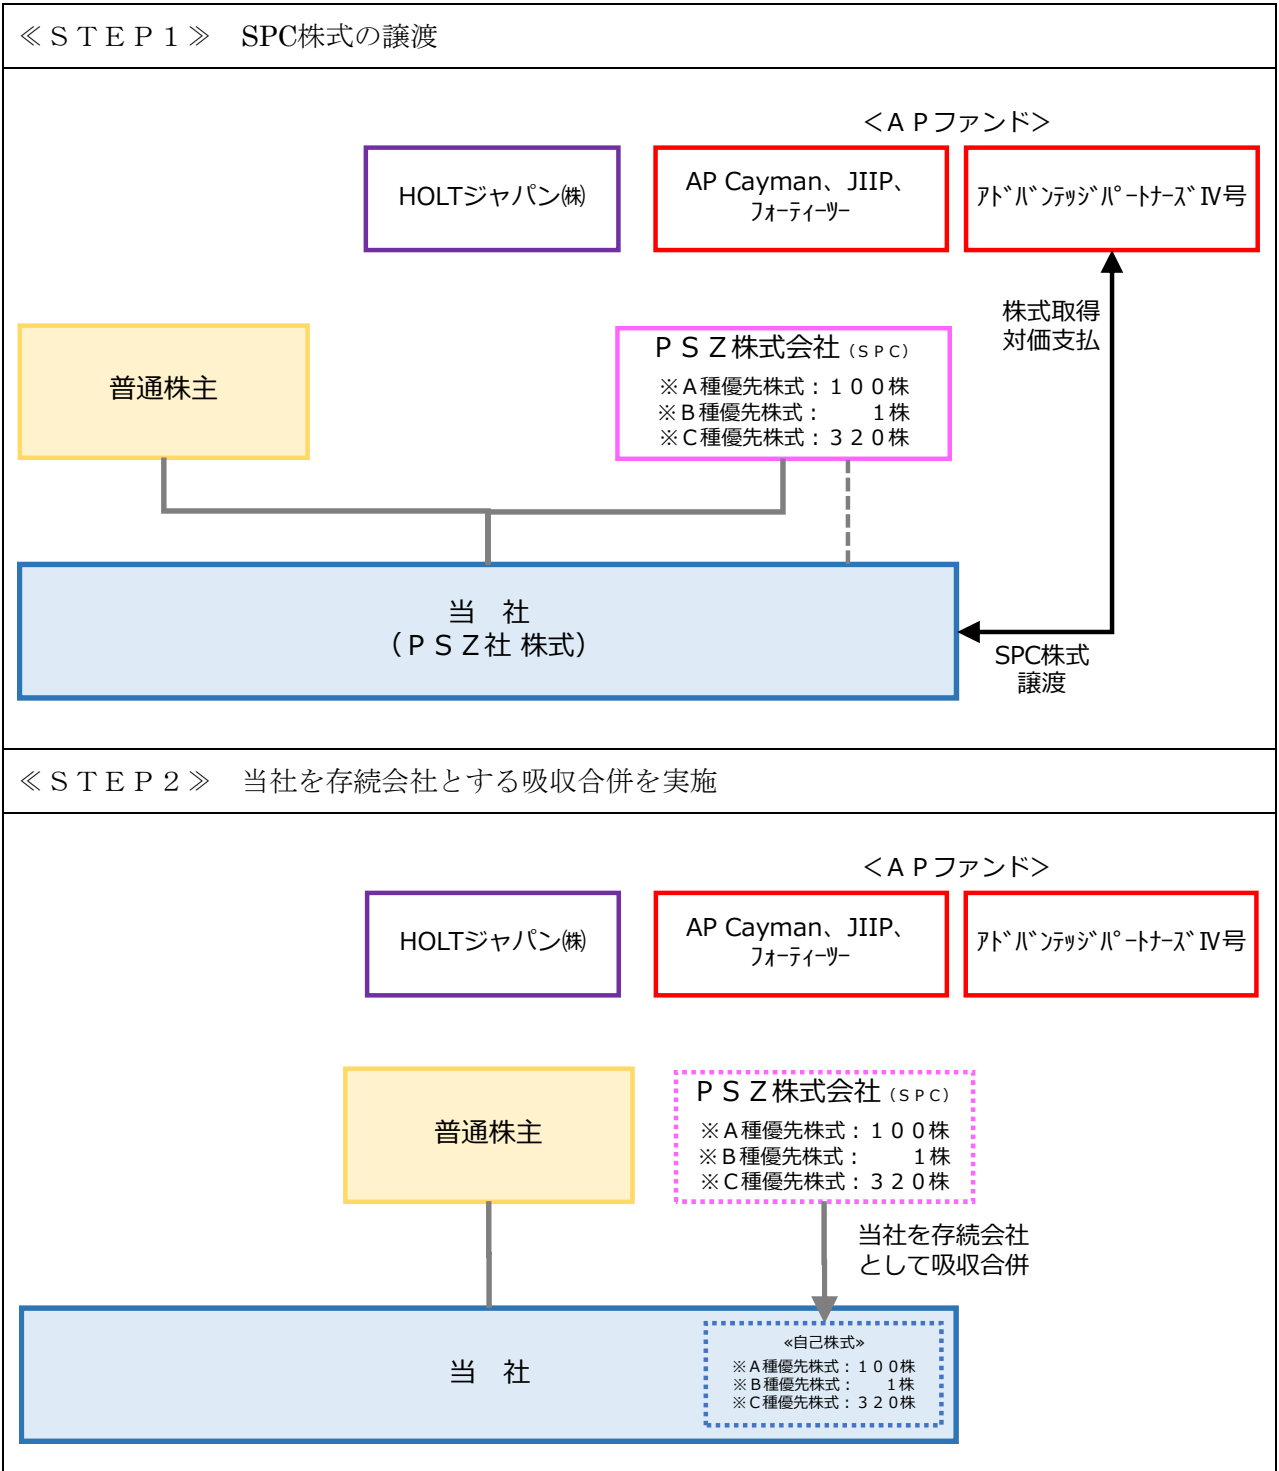 ≪ＳＴＥＰ１≫　SPC株式の譲渡
＜ＡＰファンド＞
HOLTジャパン㈱
AP Cayman、JIIP、
ﾌｫｰﾃｨｰﾂｰ
ｱﾄﾞﾊﾞﾝﾃｯｼﾞﾊﾟｰﾄﾅｰｽﾞⅣ号
株式取得
対価支払
普通株主
ＰＳＺ株式会社（ＳＰＣ）
※Ａ種優先株式：１００株
※Ｂ種優先株式：　　１株
※Ｃ種優先株式：３２０株
当　社
（ＰＳＺ社 株式）
SPC株式
譲渡
≪ＳＴＥＰ２≫　当社を存続会社とする吸収合併を実施
＜ＡＰファンド＞
HOLTジャパン㈱
AP Cayman、JIIP、
ﾌｫｰﾃｨｰﾂｰ
ｱﾄﾞﾊﾞﾝﾃｯｼﾞﾊﾟｰﾄﾅｰｽﾞⅣ号
普通株主
ＰＳＺ株式会社（ＳＰＣ）
※Ａ種優先株式：１００株
※Ｂ種優先株式：　　１株
※Ｃ種優先株式：３２０株
当社を存続会社
として吸収合併
当　社
≪自己株式≫
※Ａ種優先株式：１００株
※Ｂ種優先株式：　　１株
※Ｃ種優先株式：３２０株